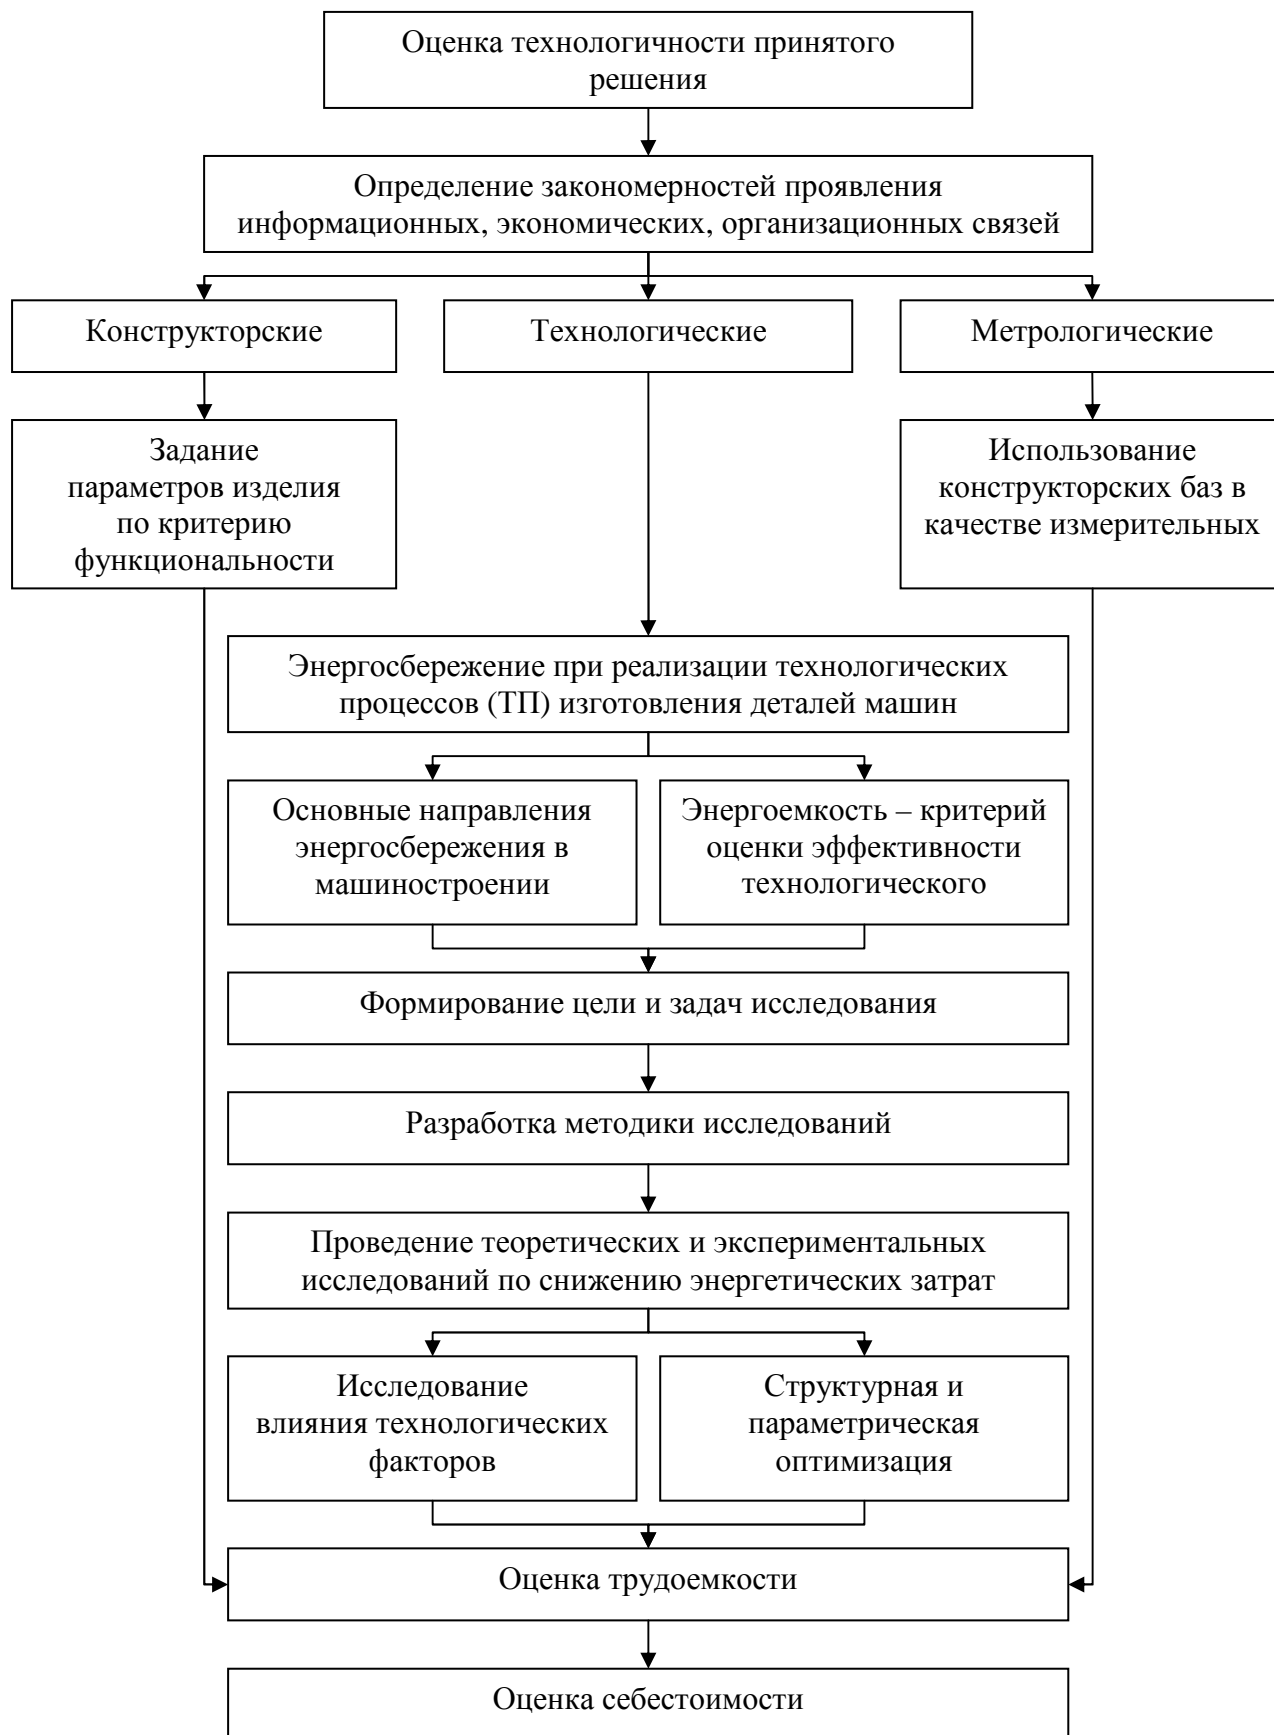 Оценка технологичности принятого
решения
Определение закономерностей проявления
информационных, экономических, организационных связей
Конструкторские
Технологические
Метрологические
Задание
параметров изделия
по критерию
функциональности
Использование
конструкторских баз в
качестве измерительных
Энергосбережение при реализации технологических
процессов (ТП) изготовления деталей машин
Основные направления
энергосбережения в
машиностроении
Энергоемкость – критерий
оценки эффективности
технологического
Формирование цели и задач исследования
Разработка методики исследований
Проведение теоретических и экспериментальных
исследований по снижению энергетических затрат
Исследование
влияния технологических
факторов
Структурная и
параметрическая
оптимизация
Оценка трудоемкости
Оценка себестоимости